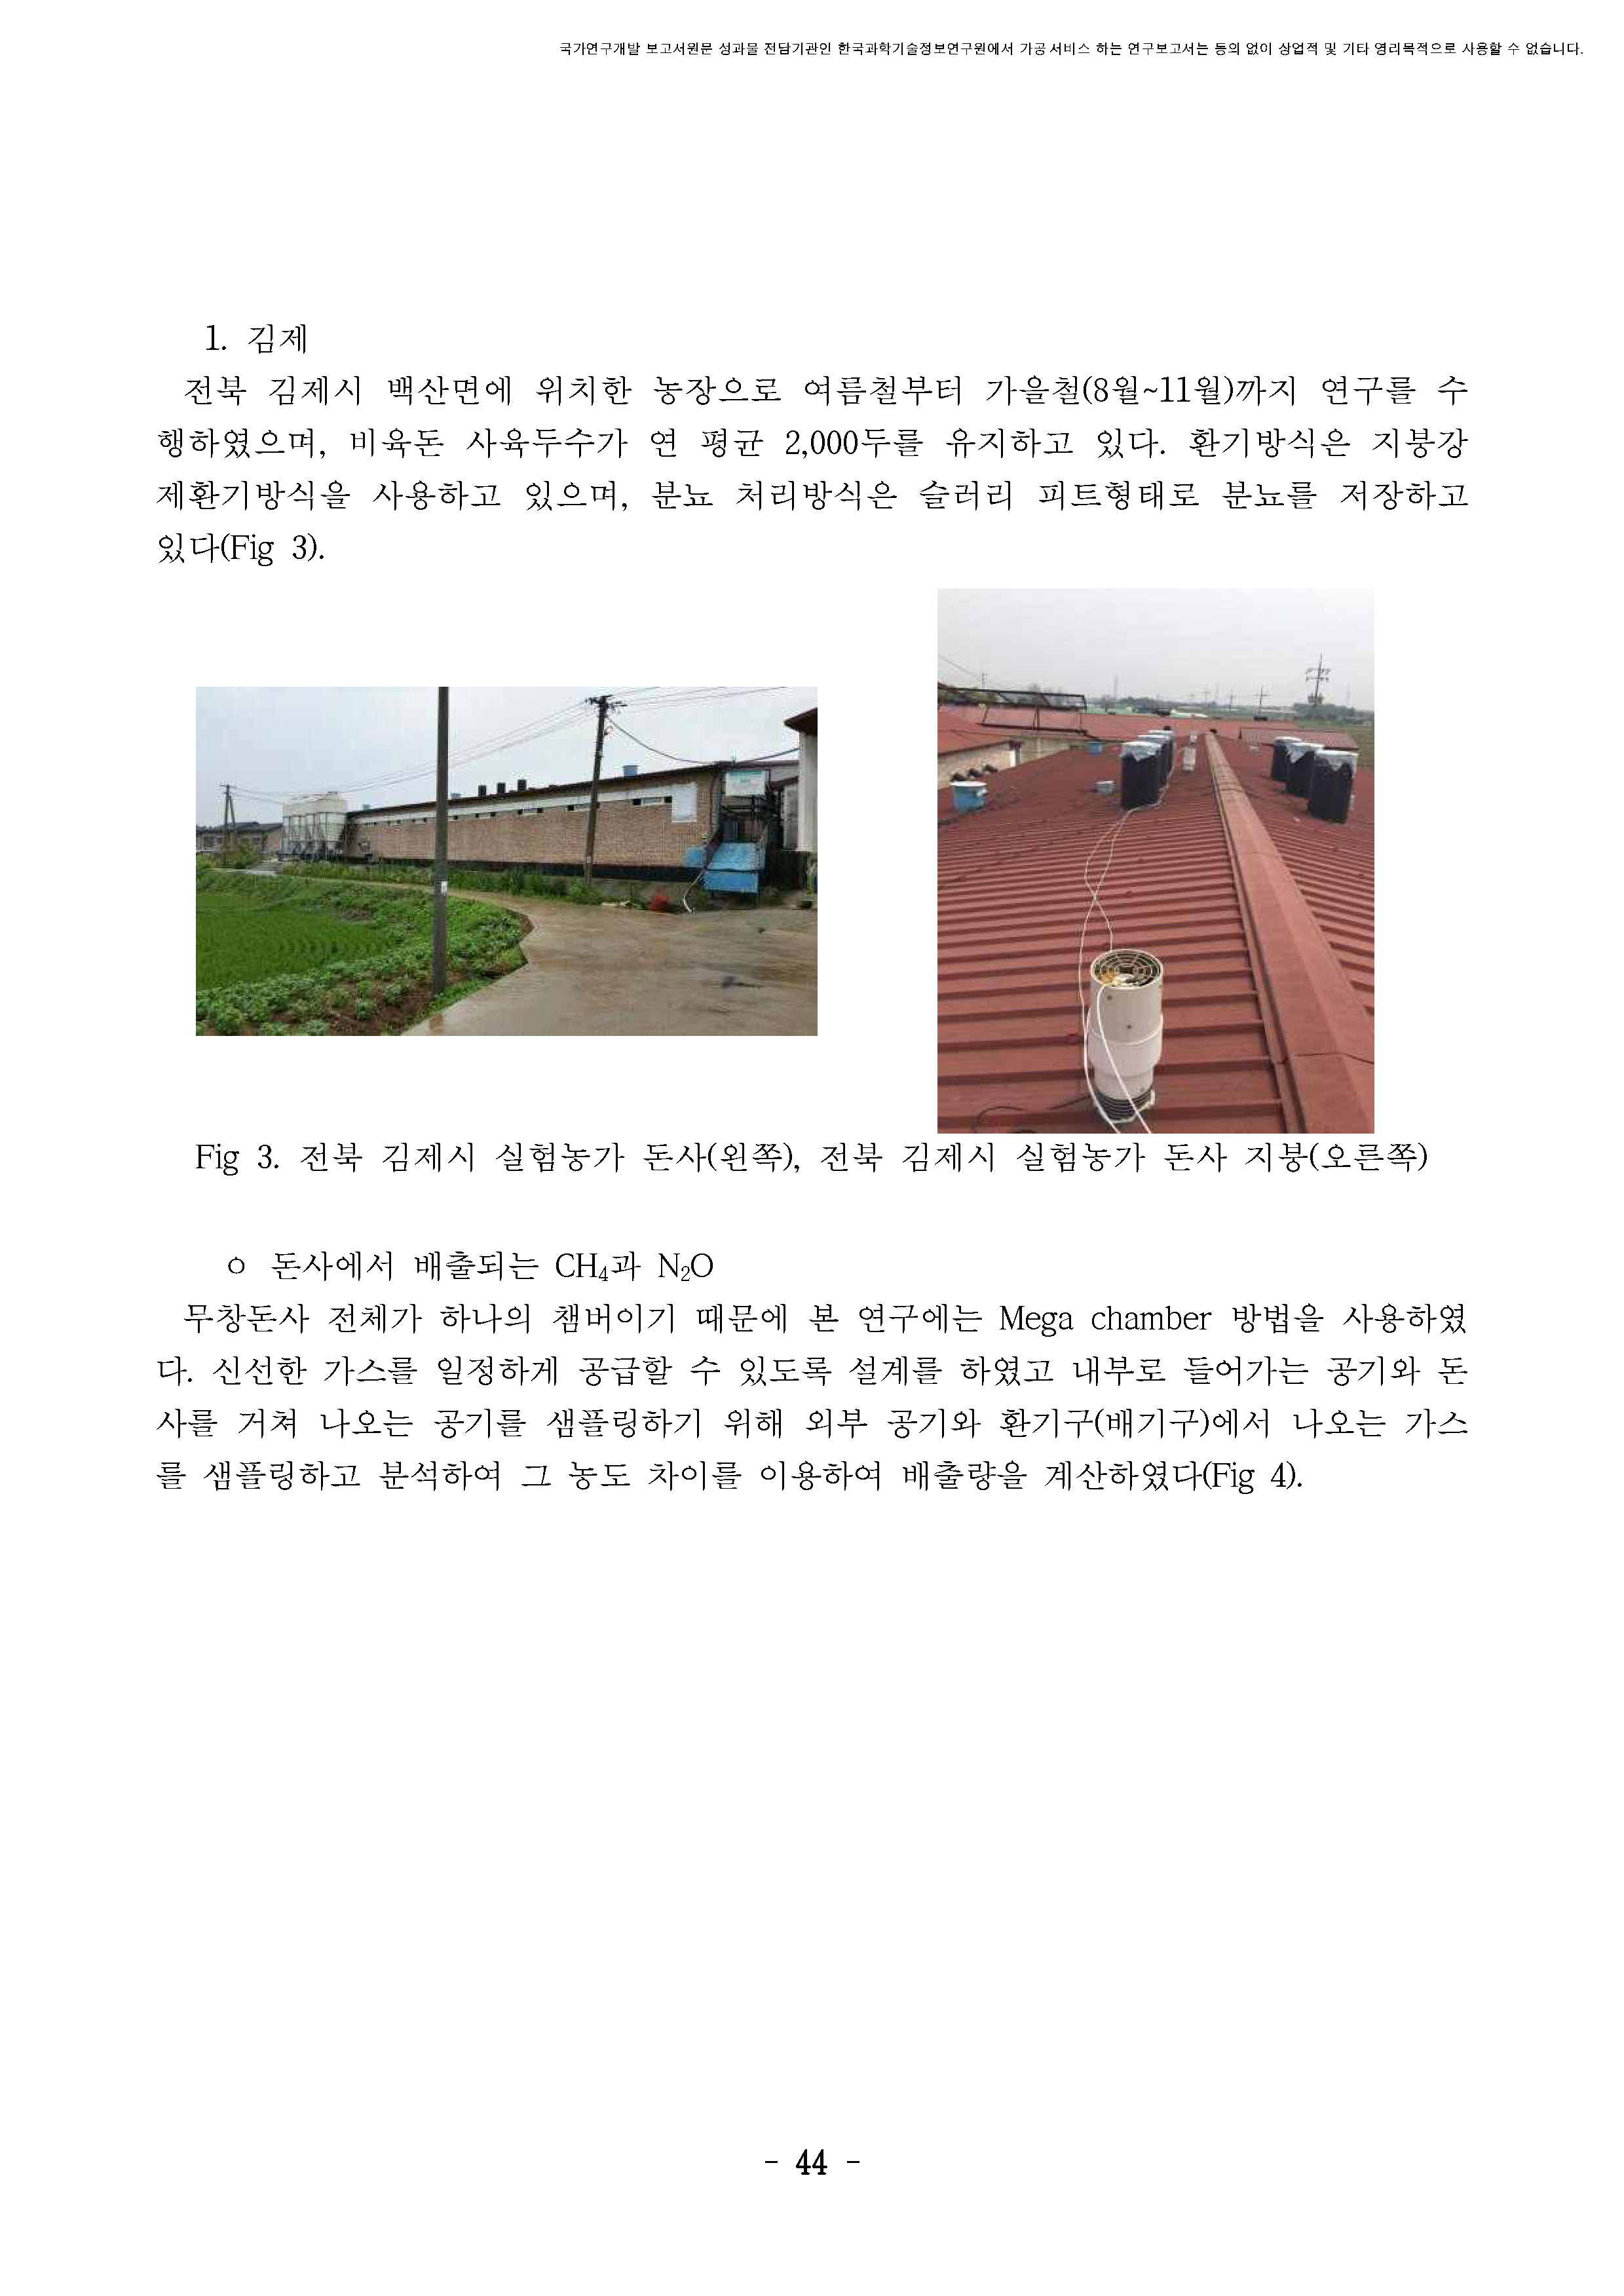 국가연구개발 보고서원문 성과물 전담기관인 한국과학기술정보연구원에서 가공·서비스 하는 연구보고서는 동의 없이 상업적 및 기타 영리목적으로 사용할 수 없습니다.
1. 김제
전북 김제시 백산면에 위치한 농장으로 여름철부터 가을철(8월~11월)까지 연구를 수
행하였으며, 비육돈 사육두수가 연 평균 2,000두를 유지하고 있다. 환기방식은 지붕강
제환기방식을 사용하고 있으며, 분뇨 처리방식은 슬러리 피트형태로 분뇨를 저장하고
있다(Fig 3).
Fig 3. 전북 김제시 실험농가 돈사(왼쪽), 전북 김제시 실험농가 돈사 지붕(오른쪽)
ㅇ 돈사에서 배출되는 CH₄과 N₂O
무창돈사 전체가 하나의 챔버이기 때문에 본 연구에는 Mega chamber 방법을 사용하였
다. 신선한 가스를 일정하게 공급할 수 있도록 설계를 하였고 내부로 들어가는 공기와 돈
사를 거쳐 나오는 공기를 샘플링하기 위해 외부 공기와 환기구(배기구)에서 나오는 가스
를 샘플링하고 분석하여 그 농도 차이를 이용하여 배출량을 계산하였다(Fig 4).
- 44 -